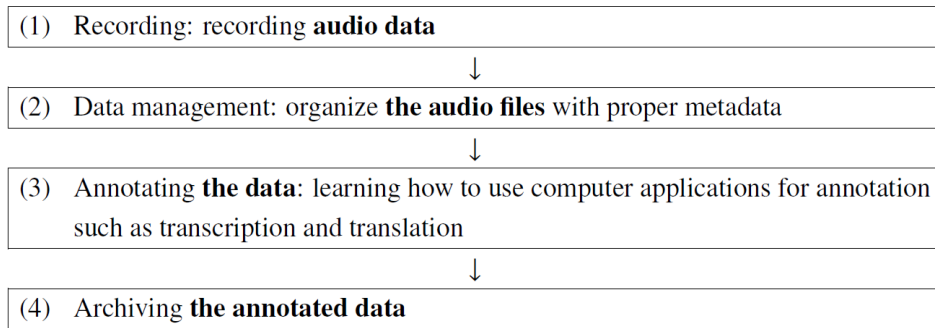 (1) Recording: recording audio data
↓
(2) Data management: organize the audio files with proper metadata
↓
(3) Annotating the data: learning how to use computer applications for annotation
such as transcription and translation
↓
(4) Archiving the annotated data